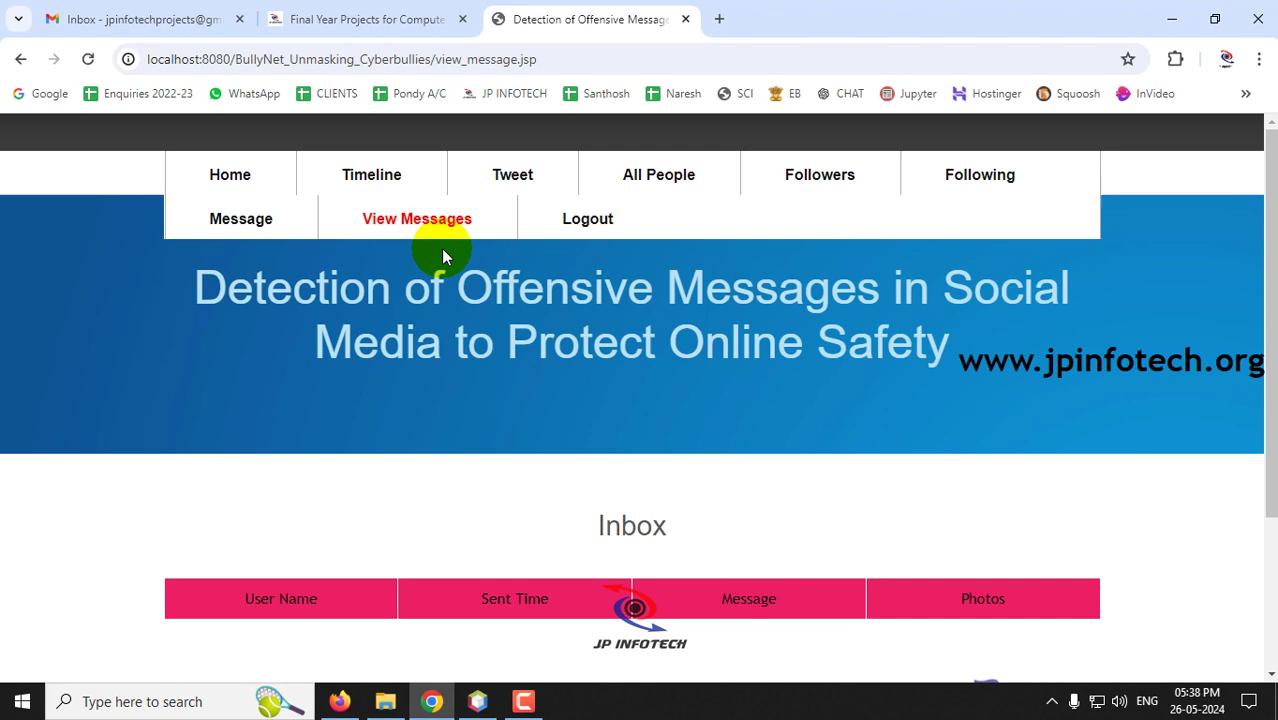 Inbox - jpinfotechprojects@gm
Final Year Projects for Compute
Detection of Offensive Message
localhost:8080/BullyNet_Unmasking_Cyberbullies/view_message.jsp
Google Enquiries 2022-23 WhatsApp CLIENTS Pondy A/C JP INFOTECH Santhosh Naresh SCI EB CHAT Jupyter Hostinger Squoosh InVideo
Home Timeline Tweet All People Followers Following
Message View Messages Logout
Detection of Offensive Messages in Social
Media to Protect Online Safety
www.jpinfotech.org
Inbox
User Name Sent Time Message Photos
JP INFOTECH
Type here to search
ENG
05:38 PM
26-05-2024